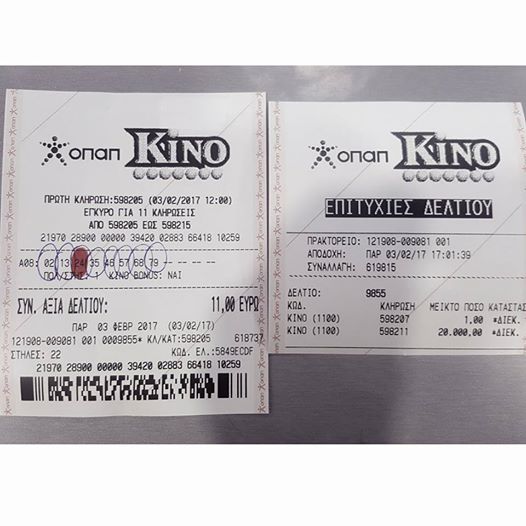 οπαπ ΚΙΝΟ
ΠΡΩΤΗ ΚΛΗΡΩΣΗ:598205 (03/02/2017 12:00)
ΕΓΚΥΡΟ ΓΙΑ 11 ΚΛΗΡΩΣΕΙΣ
ΑΠΟ 598205 ΕΩΣ 598215
21970 28900 00000 39420 02883 66418 10259
A08: 02 13 24 35 46 57 68 79
ΠΟΛ/ΣΤΗΣ: 1 KINO BONUS: ΝΑΙ
ΣΥΝ. ΑΞΙΑ ΔΕΛΤΙΟΥ: 11,00 ΕΥΡΩ
ΠΑΡ 03 ΦΕΒΡ 2017 (03/02/17)
121908-009081 001 0009855* ΚΛ/ΚΑΤ:598205 618737
ΣΤΗΛΕΣ: 22 ΚΩΔ. ΕΛ.:5849ECDF
21970 28900 00000 39420 02883 66418 10259
οπαπ ΚΙΝΟ
ΕΠΙΤΥΧΙΕΣ ΔΕΛΤΙΟΥ
ΠΡΑΚΤΟΡΕΙΟ: 121908-009081 001
ΑΠΟΔΟΧΗ: ΠΑΡ 03/02/17 17:01:39
ΣΥΝΑΛΛΑΓΗ: 619815
ΔΕΛΤΙΟ: 9855
ΚΩΔ. ΚΛΗΡΩΣΗ ΜΕΙΚΤΟ ΠΟΣΟ ΚΑΤΑΣΤΑΣ
ΚΙΝΟ (1100) 598207 1.00 *ΔΙΕΚ.
ΚΙΝΟ (1100) 598211 20.000,00 *ΔΙΕΚ.